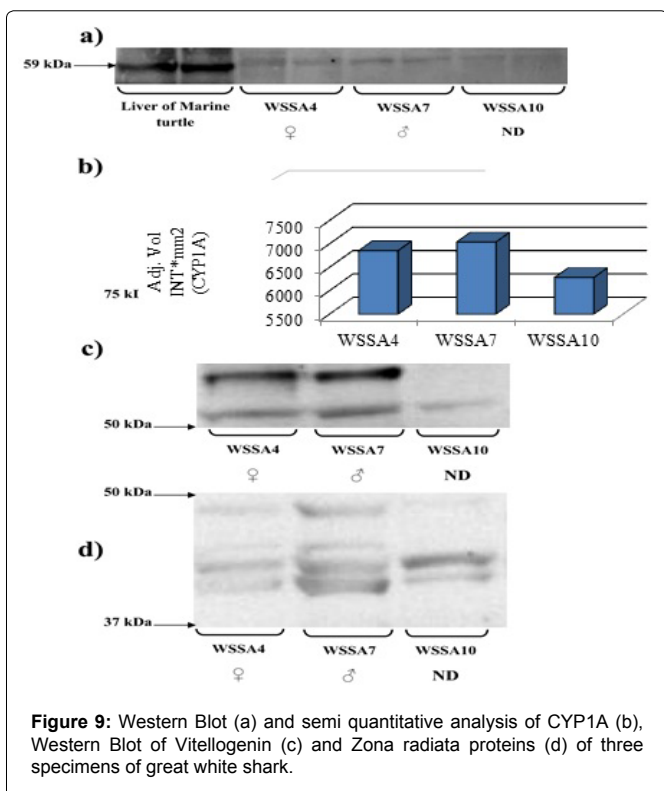 a)
59 kDa
Liver of Marine
turtle
WSSA4
♀
WSSA7
♂
WSSA10
ND
b)
Adj. Vol
INT*mm2
(CYP1A)
7500
7000
6500
6000
5500
WSSA4 WSSA7 WSSA10
75 kI
c)
50 kDa
WSSA4
♀
WSSA7
♂
WSSA10
ND
50 kDa
d)
37 kDa
WSSA4
♀
WSSA7
♂
WSSA10
ND
Figure 9: Western Blot (a) and semi quantitative analysis of CYP1A (b),
Western Blot of Vitellogenin (c) and Zona radiata proteins (d) of three
specimens of great white shark.